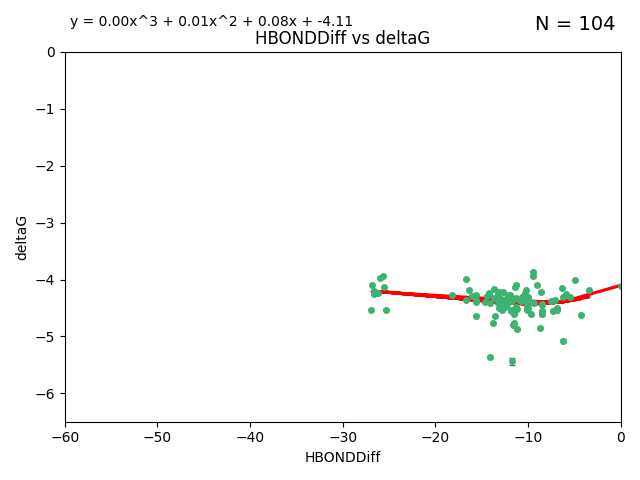 y = 0.00x^3 + 0.01x^2 + 0.08x + -4.11
N = 104
HBONDDiff vs deltaG
0
−1
−2
−3
−4
−5
−6
deltaG
−60 −50 −40 −30 −20 −10 0
HBONDDiff